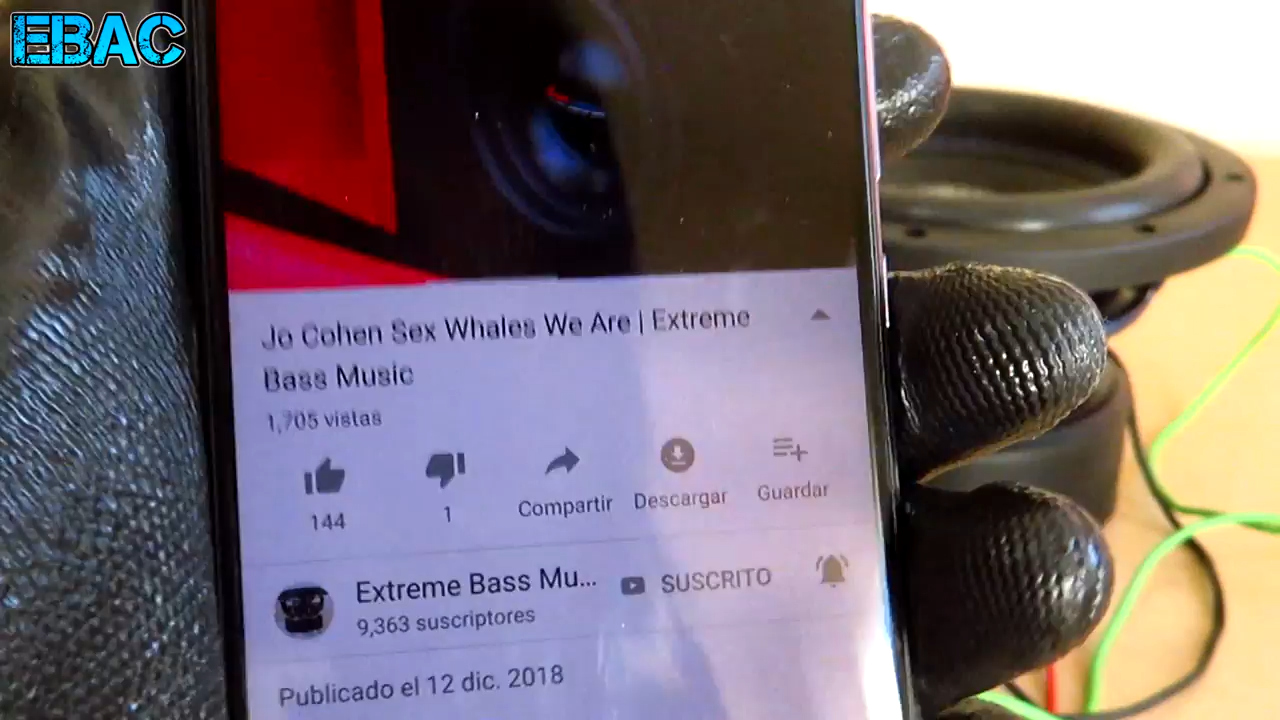 EBAC
Jo Cohen Sex Whales We Are | Extreme
Bass Music
1,705 vistas
144
1
Compartir
Descargar
Guardar
Extreme Bass Mu...
SUSCRITO
9,363 suscriptores
Publicado el 12 dic. 2018